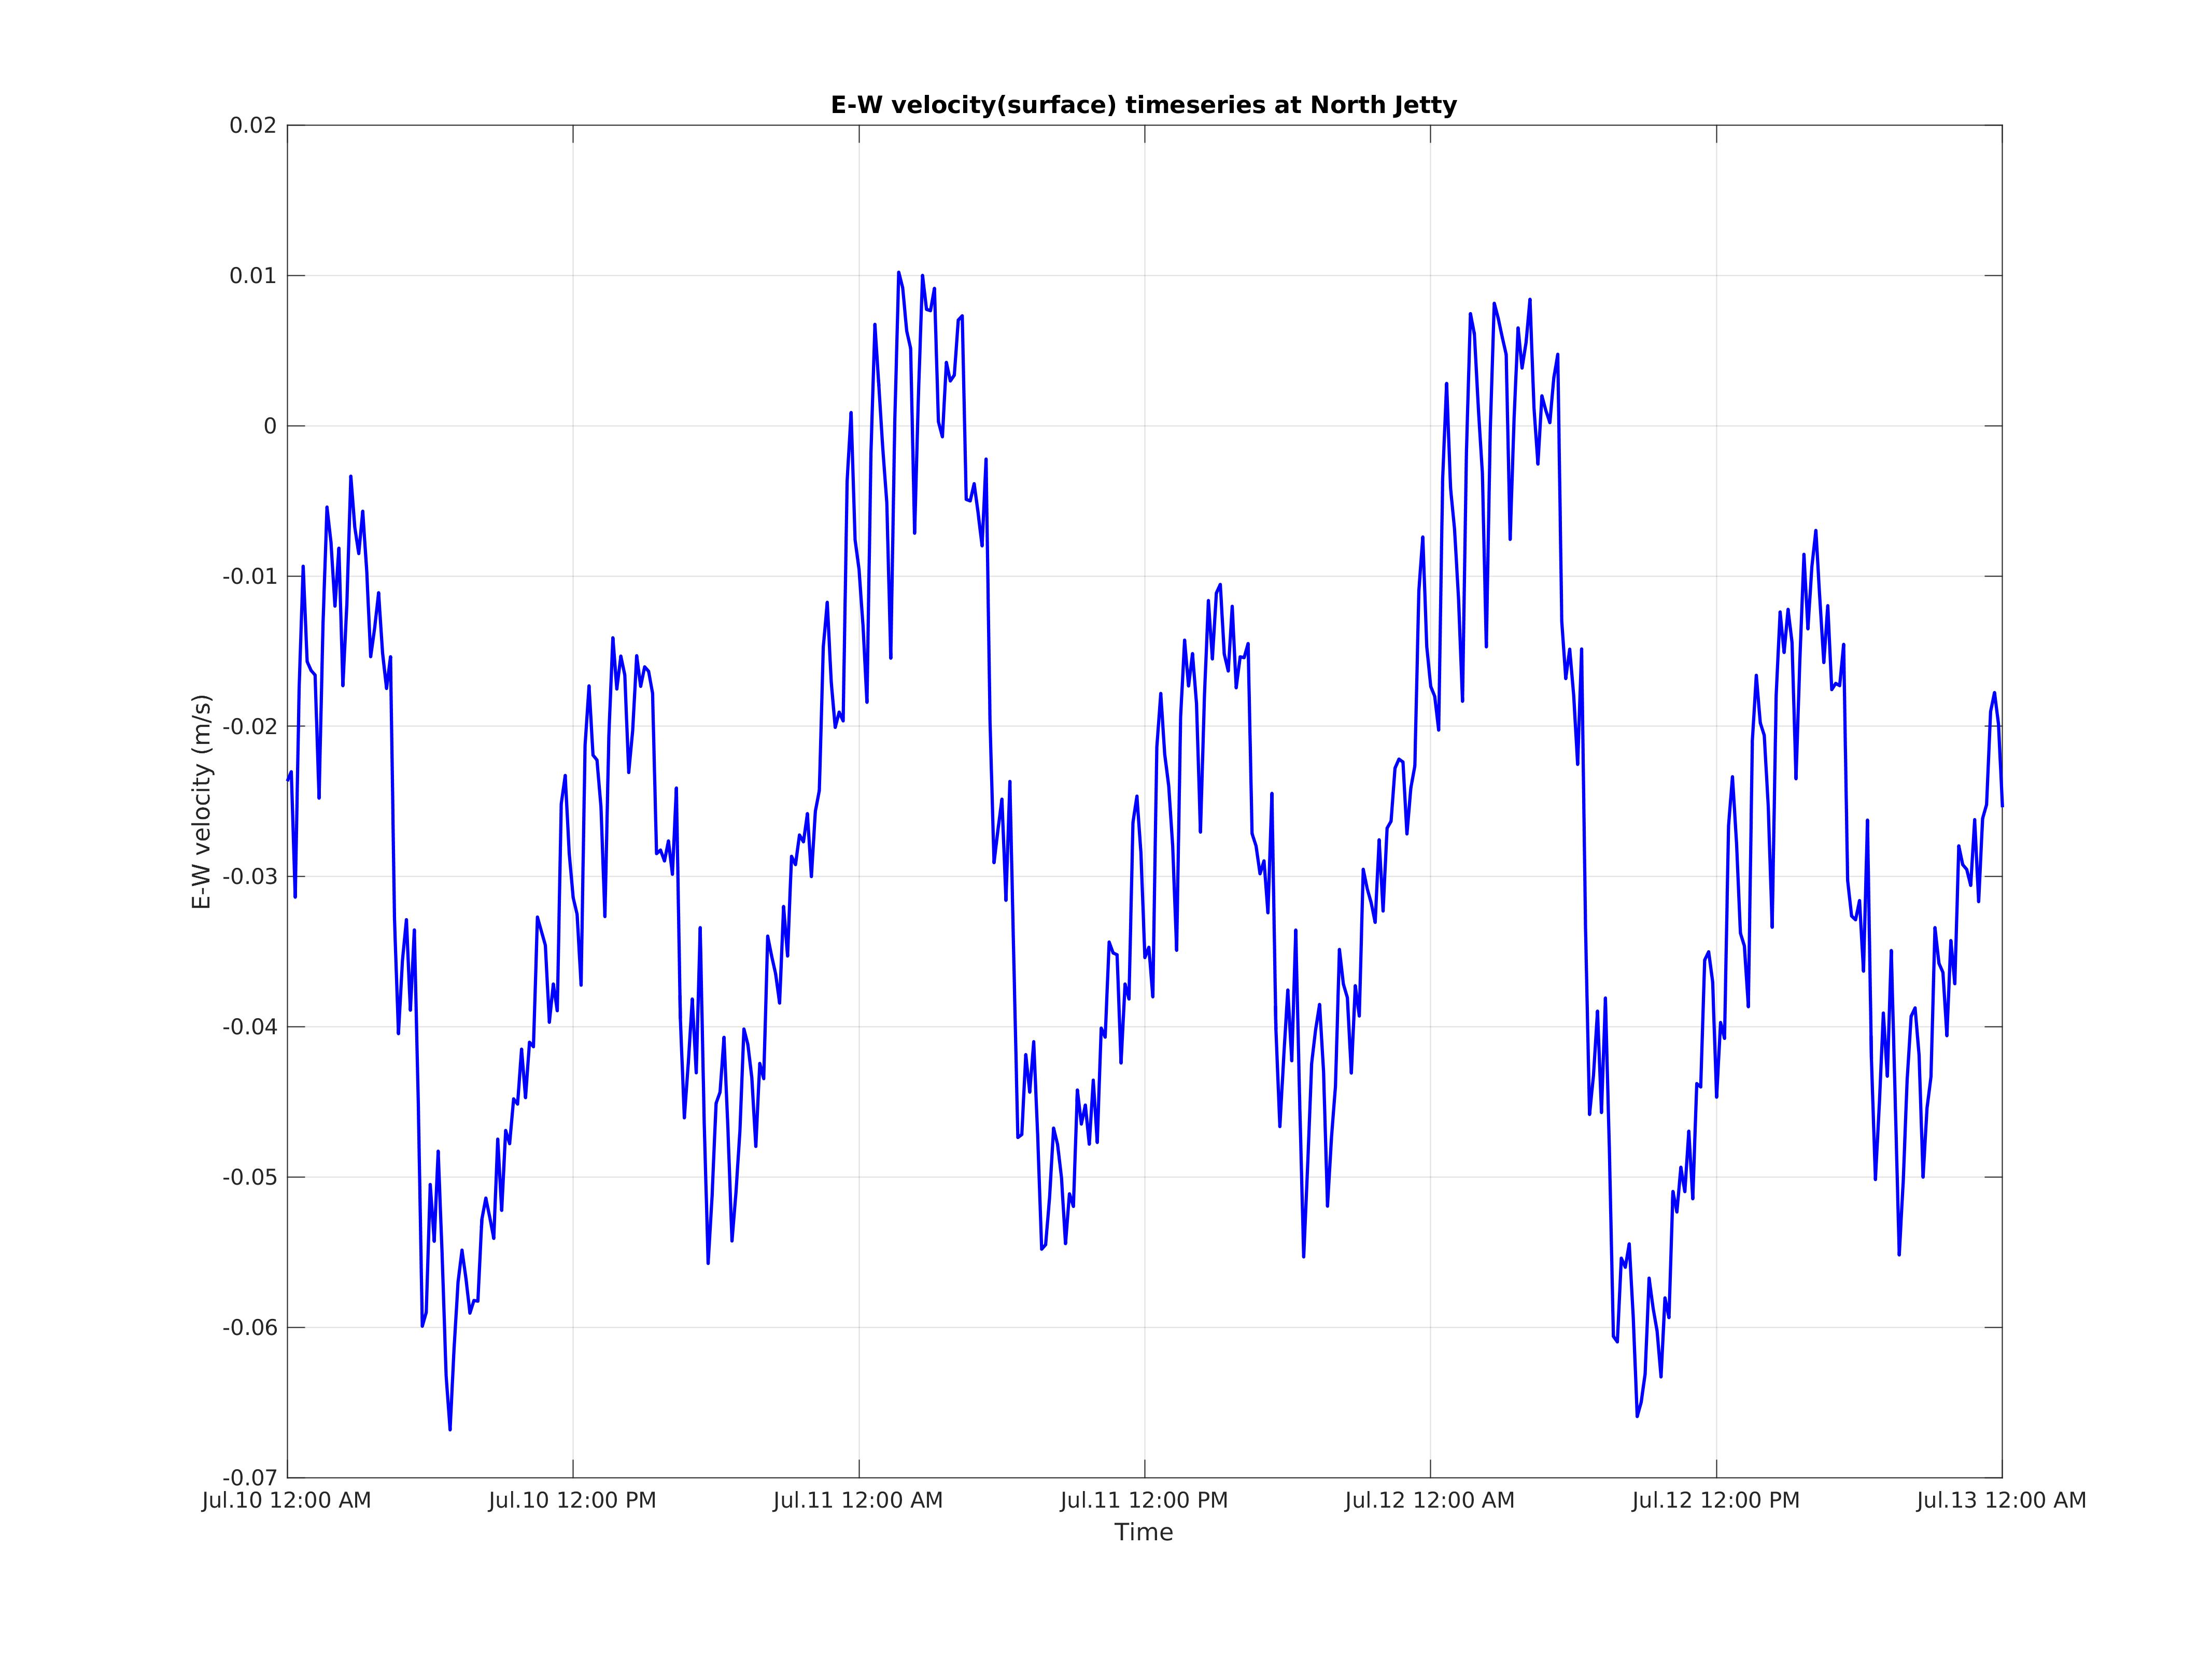 E-W velocity(surface) timeseries at North Jetty
0.02
0.01
0
-0.01
-0.02
-0.03
-0.04
-0.05
-0.06
-0.07
E-W velocity (m/s)
Jul.10 12:00 AM Jul.10 12:00 PM Jul.11 12:00 AM Jul.11 12:00 PM Jul.12 12:00 AM Jul.12 12:00 PM Jul.13 12:00 AM
Time